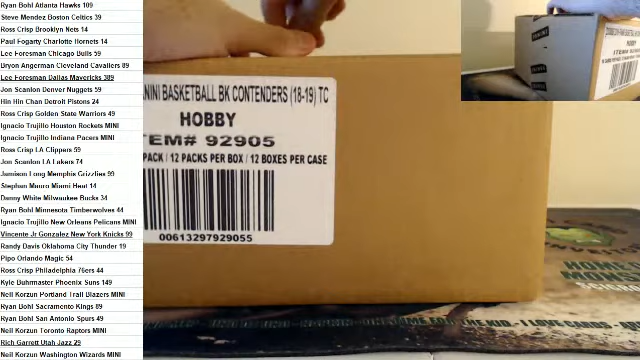 Ryan Bohl Atlanta Hawks 109
Steve Mendez Boston Celtics 39
Ross Crisp Brooklyn Nets 14
Paul Fogarty Charlotte Hornets 14
Lee Foresman Chicago Bulls 59
Bryon Angerman Cleveland Cavaliers 89
Lee Foresman Dallas Mavericks 389
Jon Scanlon Denver Nuggets 59
Hin Hin Chan Detroit Pistons 24
Ross Crisp Golden State Warriors 49
Ignacio Trujillo Houston Rockets MINI
Ignacio Trujillo Indiana Pacers MINI
Ross Crisp LA Clippers 59
Jon Scanlon LA Lakers 74
Jamison Long Memphis Grizzlies 99
Stephan Mauro Miami Heat 14
Danny White Milwaukee Bucks 34
Ryan Bohl Minnesota Timberwolves 44
Ignacio Trujillo New Orleans Pelicans MINI
Vincente Jr Gonzalez New York Knicks 99
Randy Davis Oklahoma City Thunder 19
Pipo Orlando Magic 54
Ross Crisp Philadelphia 76ers 44
Kyle Buhrmaster Phoenix Suns 149
Neil Korzun Portland Trail Blazers MINI
Ryan Bohl Sacramento Kings 89
Ryan Bohl San Antonio Spurs 49
Neil Korzun Toronto Raptors MINI
Rich Garrett Utah Jazz 29
Neil Korzun Washington Wizards MINI
ANINI BASKETBALL BK CONTENDERS (18-19) TC
HOBBY
TEM# 92905
PACK / 12 PACKS PER BOX / 12 BOXES PER CASE
00613297929055
PANINI
HOBBY